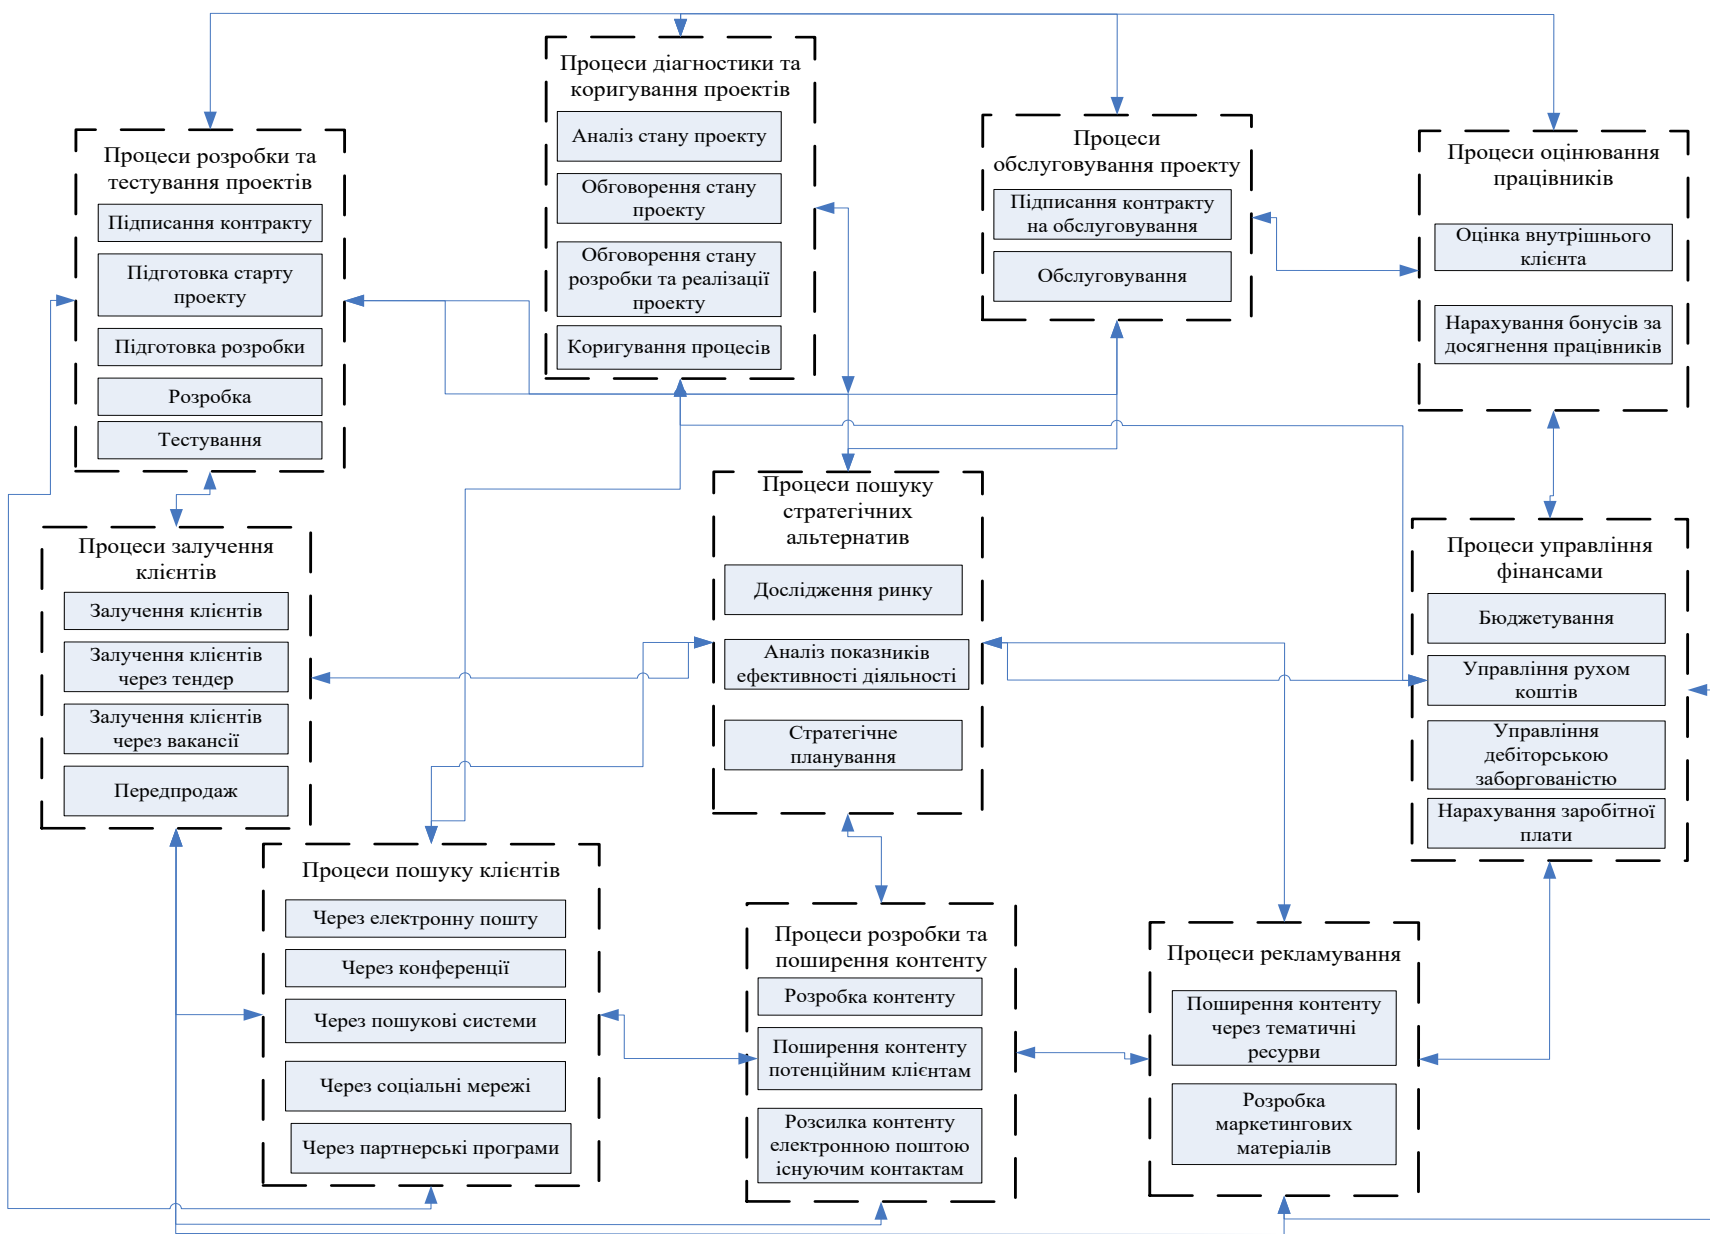 Процеси діагностики та
коригування проектів
Аналіз стану проекту
Обговорення стану
проекту
Обговорення стану
розробки та реалізації
проекту
Коригування процесів
Процеси розробки та
тестування проектів
Підписання контракту
Підготовка старту
проекту
Підготовка розробки
Розробка
Тестування
Процеси
обслуговування проекту
Підписання контракту
на обслуговування
Обслуговування
Процеси оцінювання
працівників
Оцінка внутрішнього
клієнта
Нарахування бонусів за
досягнення працівників
Процеси залучення
клієнтів
Залучення клієнтів
Залучення клієнтів
через тендер
Залучення клієнтів
через вакансії
Передпродаж
Процеси пошуку
стратегічних
альтернатив
Дослідження ринку
Аналіз показників
ефективності діяльності
Стратегічне
планування
Процеси управління
фінансами
Бюджетування
Управління рухом
коштів
Управління
дебіторською
заборгованістю
Нарахування заробітної
плати
Процеси пошуку клієнтів
Через електронну пошту
Через конференції
Через пошукові системи
Через соціальні мережі
Через партнерські програми
Процеси розробки та
поширення контенту
Розробка контенту
Поширення контенту
потенційним клієнтам
Розсилка контенту
електронною поштою
існуючим контактам
Процеси рекламування
Поширення контенту
через тематичні
ресурви
Розробка
маркетингових
матеріалів